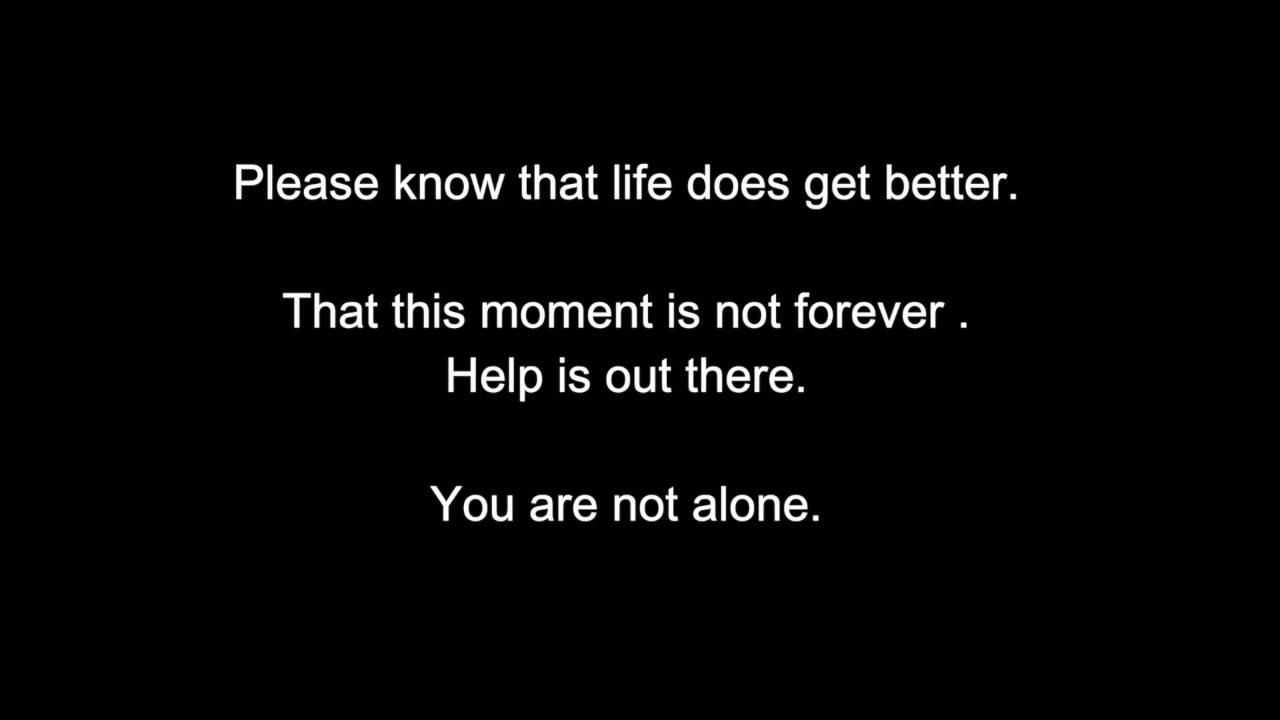 Please know that life does get better.
That this moment is not forever .
Help is out there.
You are not alone.